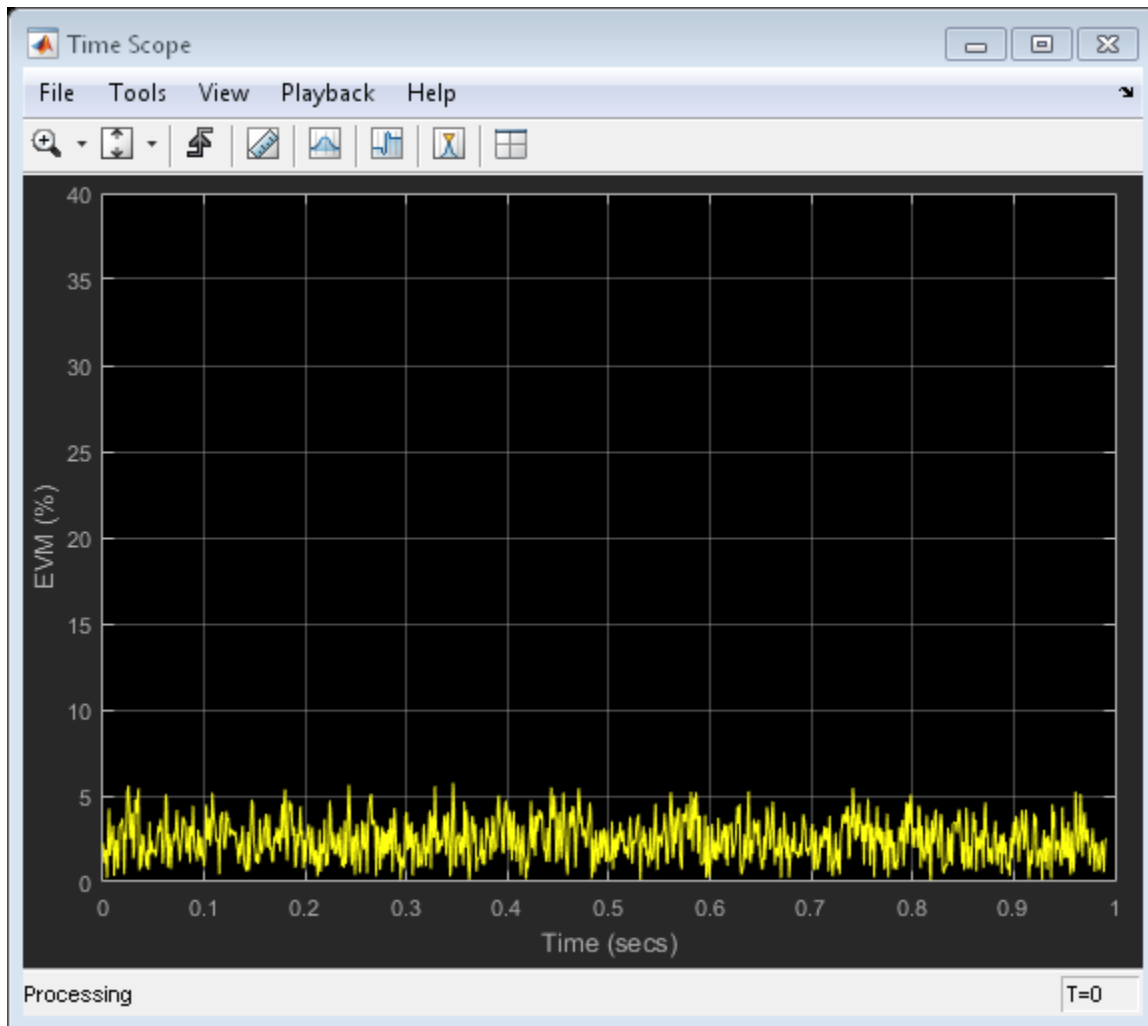 Time Scope
File Tools View Playback Help
40
35
30
25
20
15
10
5
0
EVM (%)
0 0.1 0.2 0.3 0.4 0.5 0.6 0.7 0.8 0.9 1
Time (secs)
Processing T=0